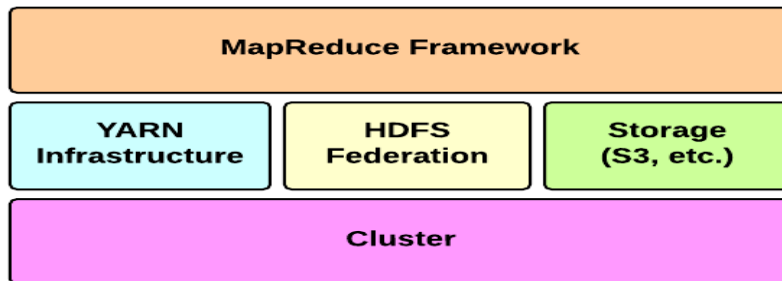 MapReduce Framework
YARN
Infrastructure
HDFS
Federation
Storage
(S3, etc.)
Cluster